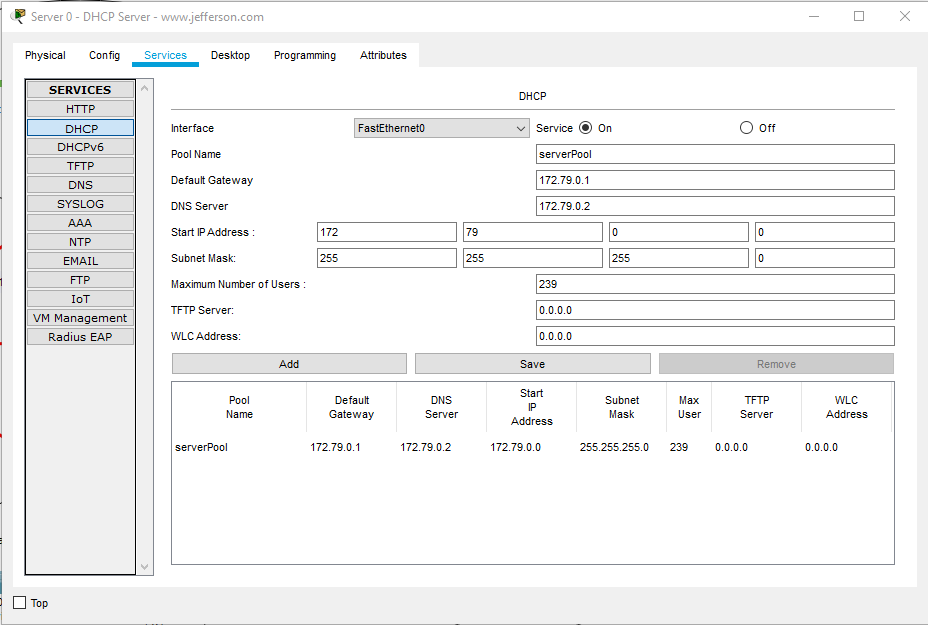 Server 0 - DHCP Server - www.jefferson.com
Physical Config Services Desktop Programming Attributes
SERVICES
HTTP
DHCP
DHCPv6
TFTP
DNS
SYSLOG
AAA
NTP
EMAIL
FTP
IoT
VM Management
Radius EAP
DHCP
Interface FastEthernet0 Service On Off
Pool Name serverPool
Default Gateway 172.79.0.1
DNS Server 172.79.0.2
Start IP Address : 172 79 0 0
Subnet Mask: 255 255 255 0
Maximum Number of Users : 239
TFTP Server: 0.0.0.0
WLC Address: 0.0.0.0
Add Save Remove
Pool Name Default Gateway DNS Server Start IP Address Subnet Mask Max User TFTP Server WLC Address
serverPool 172.79.0.1 172.79.0.2 172.79.0.0 255.255.255.0 239 0.0.0.0 0.0.0.0
Top